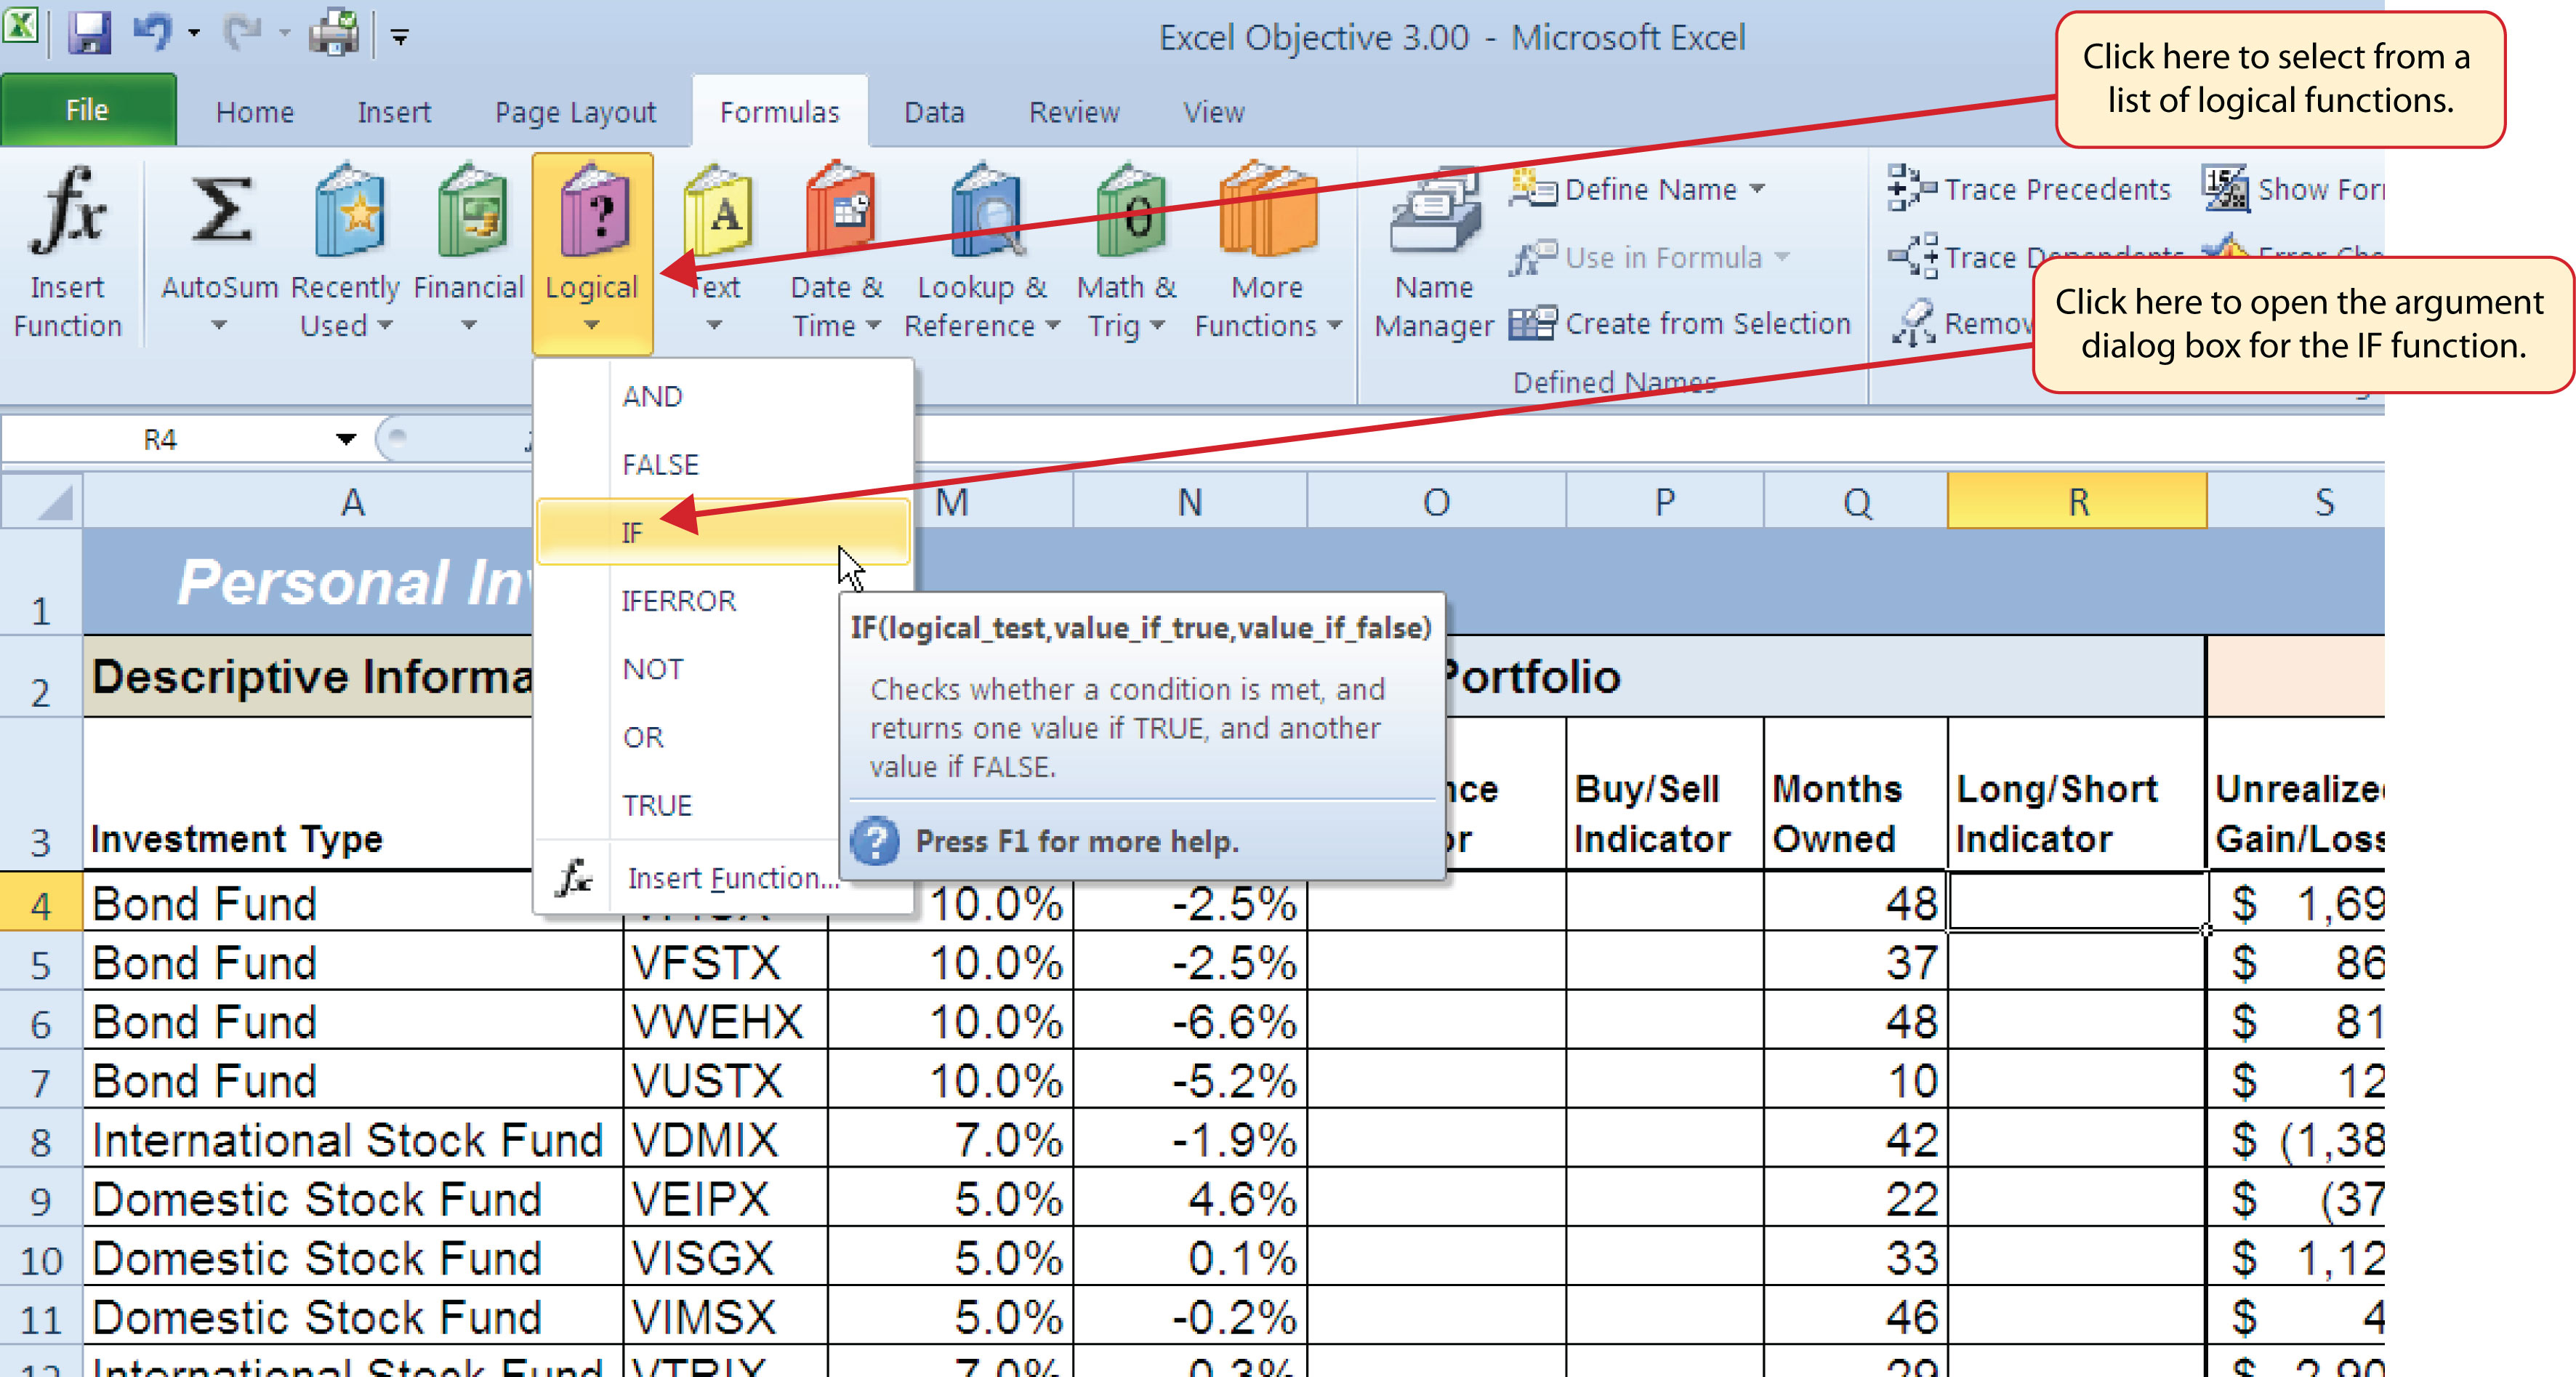 Excel Objective 3.00 - Microsoft Excel
Click here to select from a
list of logical functions.
File Home Insert Page Layout Formulas Data Review View
Insert
Function
AutoSum
Recently
Used
Financial
Logical
Text
Date &
Time
Lookup &
Reference
Math &
Trig
More
Functions
Name
Manager
Define Name
Use in Formula
Create from Selection
Defined Names
Trace Precedents
Trace Dependents
Show
Click here to open the argument
dialog box for the IF function.
AND
FALSE
IF
IFERROR
NOT
OR
TRUE
Insert Function...
IF(logical_test,value_if_true,value_if_false)
Checks whether a condition is met, and
returns one value if TRUE, and another
value if FALSE.
Press F1 for more help.
R4
A M N O P Q R S
1 Personal
2 Descriptive Portfolio
3 Investment Type
Buy/Sell
Indicator
Months
Owned
Long/Short
Indicator
Unrealized
Gain/Loss
4 Bond Fund 10.0% -2.5% 48 $ 1,69
5 Bond Fund VFSTX 10.0% -2.5% 37 $ 86
6 Bond Fund VWEHX 10.0% -6.6% 48 $ 81
7 Bond Fund VUSTX 10.0% -5.2% 10 $ 12
8 International Stock Fund VDMIX 7.0% -1.9% 42 $ (1,38
9 Domestic Stock Fund VEIPX 5.0% 4.6% 22 $ (37
10 Domestic Stock Fund VISGX 5.0% 0.1% 33 $ 1,12
11 Domestic Stock Fund VIMSX 5.0% -0.2% 46 $ 4
12 International Stock Fund VTRIX 7.0% 0.3% 29 $ 2,90